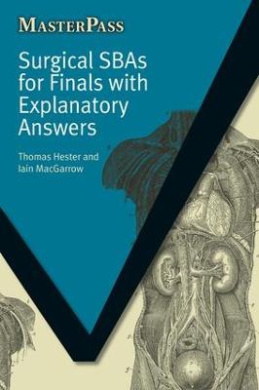 MASTERPASS
Surgical SBAs
for Finals with
Explanatory
Answers
Thomas Hester and
Iain MacGarrow